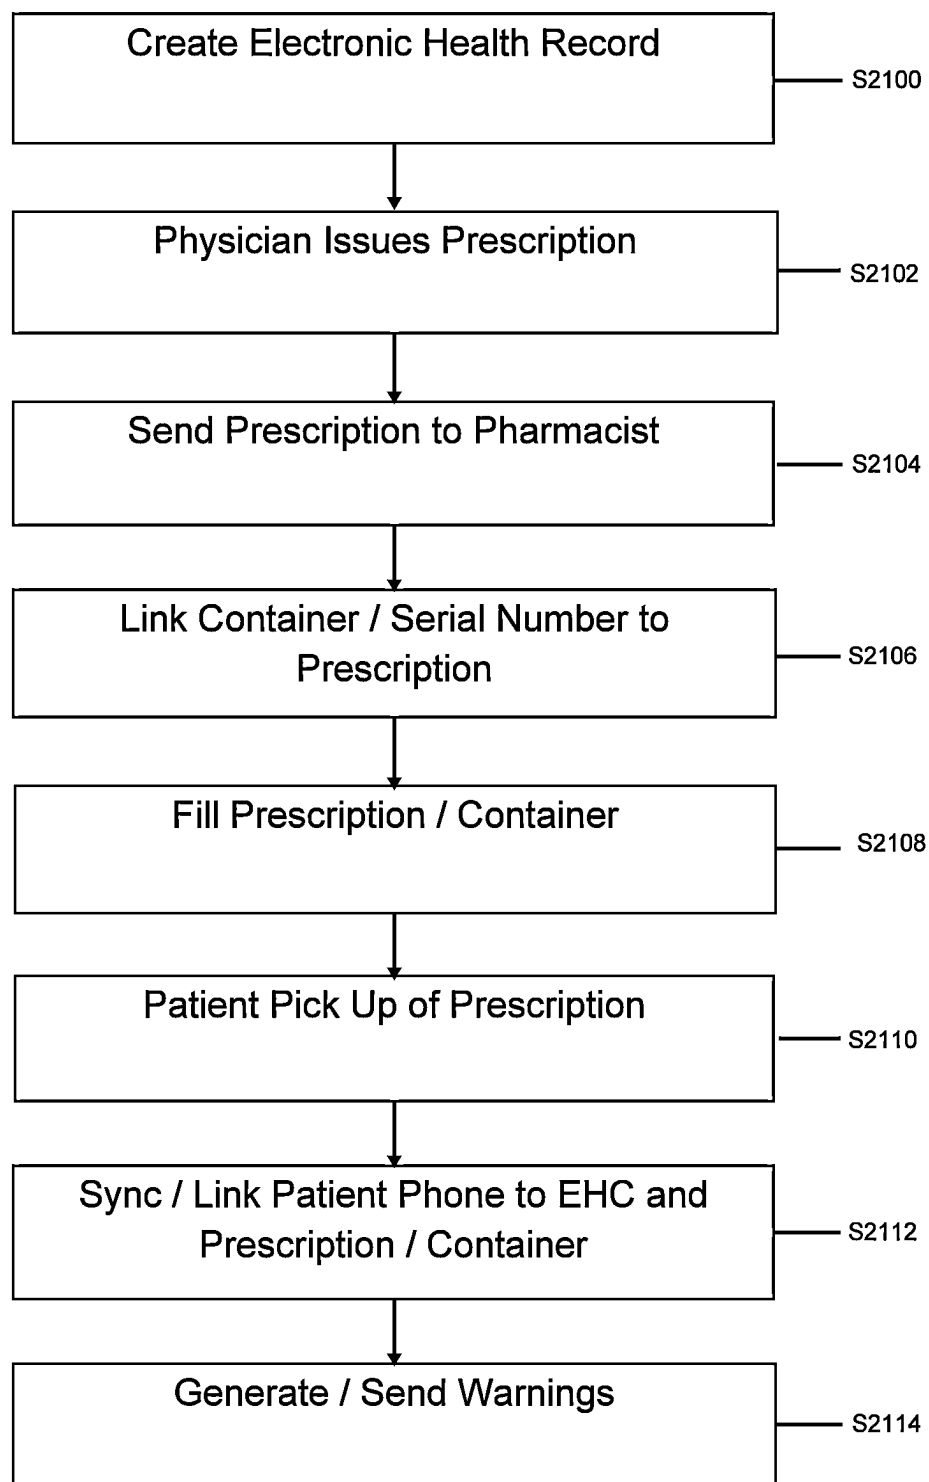 Create Electronic Health Record
S2100
Physician Issues Prescription
S2102
Send Prescription to Pharmacist
S2104
Link Container / Serial Number to
Prescription
S2106
Fill Prescription / Container
S2108
Patient Pick Up of Prescription
S2110
Sync / Link Patient Phone to EHC and
Prescription / Container
S2112
Generate / Send Warnings
S2114